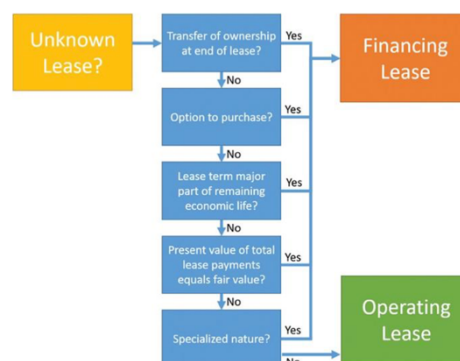 Unknown
Lease?
Transfer of ownership
at end of lease?
Yes
Financing
Lease
No
Option to purchase?
Yes
No
Lease term major
part of remaining
economic life?
Yes
No
Present value of total
lease payments
equals fair value?
Yes
No
Specialized nature?
Yes
No
Operating
Lease